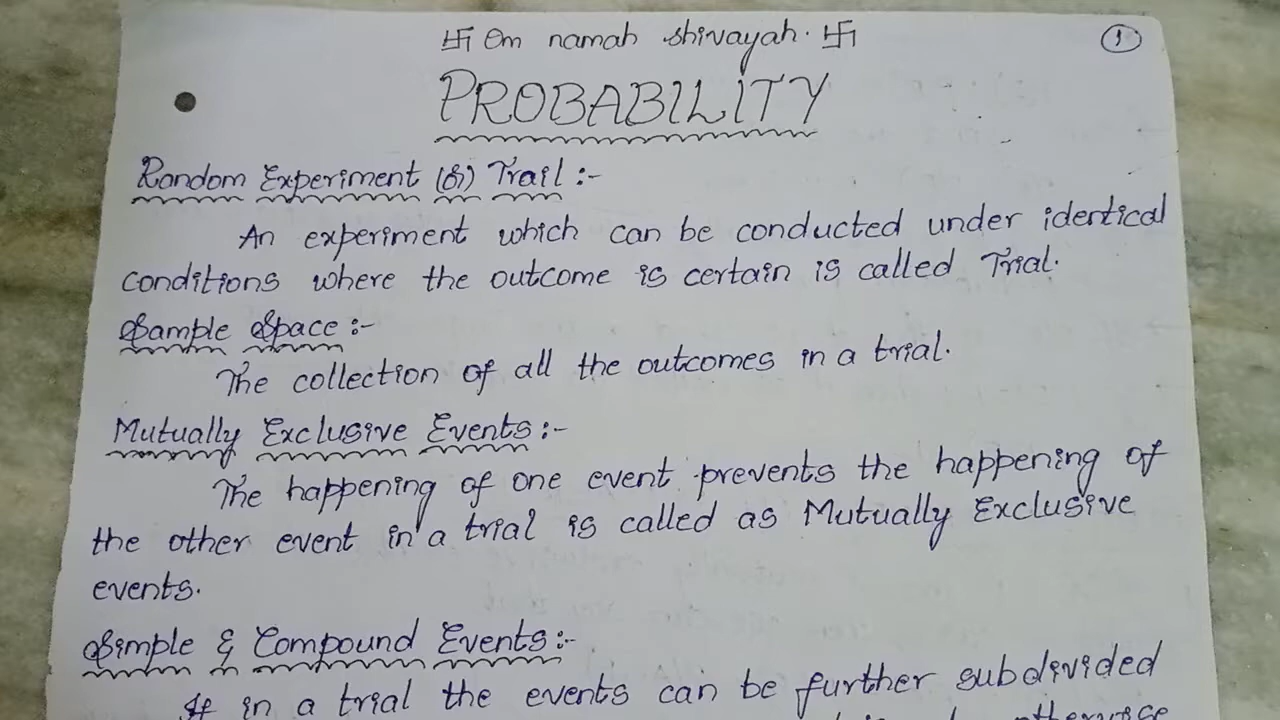 卐 Om namah shivayah. 卐
1
PROBABILITY
Random Experiment (or) Trail :-
An experiment which can be conducted under identical
conditions where the outcome is certain is called Trial.
Sample Space :-
The collection of all the outcomes in a trial.
Mutually Exclusive Events :-
The happening of one event prevents the happening of
the other event in a trial is called as Mutually Exclusive
events.
Simple & Compound Events :-
If in a trial the events can be further subdivided
otherwise